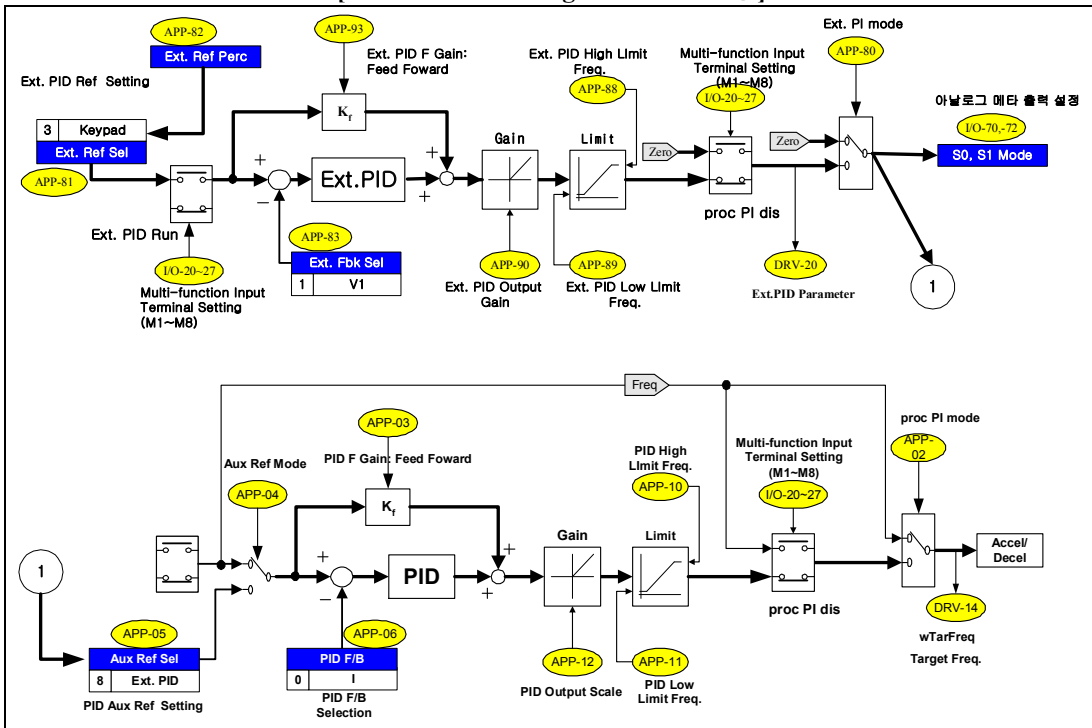 APP-82
Ext. Ref Perc
APP-93
Ext. PID F Gain:
Feed Foward
Kf
Ext. PID Ref Setting
3 Keypad
Ext. Ref Sel
APP-81
Ext. PID Run
I/O-20~27
Multi-function Input
Terminal Setting
(M1~M8)
+
−
Ext.PID
+
+
APP-83
Ext. Fbk Sel
1 V1
Gain
APP-90
Ext. PID Output
Gain
Ext. PID High Limit
Freq.
APP-88
Limit
APP-89
Ext. PID Low Limit
Freq.
Multi-function Input
Terminal Setting
(M1~M8)
I/O-20~27
Zero
proc PI dis
Ext. PI mode
APP-80
Zero
DRV-20
Ext.PID Parameter
아날로그 메타 출력 설정
I/O-70,-72
S0, S1 Mode
1
Freq
APP-03
PID F Gain: Feed Foward
Kf
Aux Ref Mode
APP-04
1
APP-05
Aux Ref Sel
8 Ext. PID
PID Aux Ref Setting
+
−
PID
+
+
APP-06
PID F/B
0 I
PID F/B
Selection
Gain
APP-12
PID Output Scale
PID High
LImit Freq.
APP-10
Limit
APP-11
PID Low
Limit Freq.
Multi-function Input
Terminal Setting
(M1~M8)
I/O-20~27
proc PI dis
proc PI mode
APP-
02
Accel/
Decel
DRV-14
wTarFreq
Target Freq.